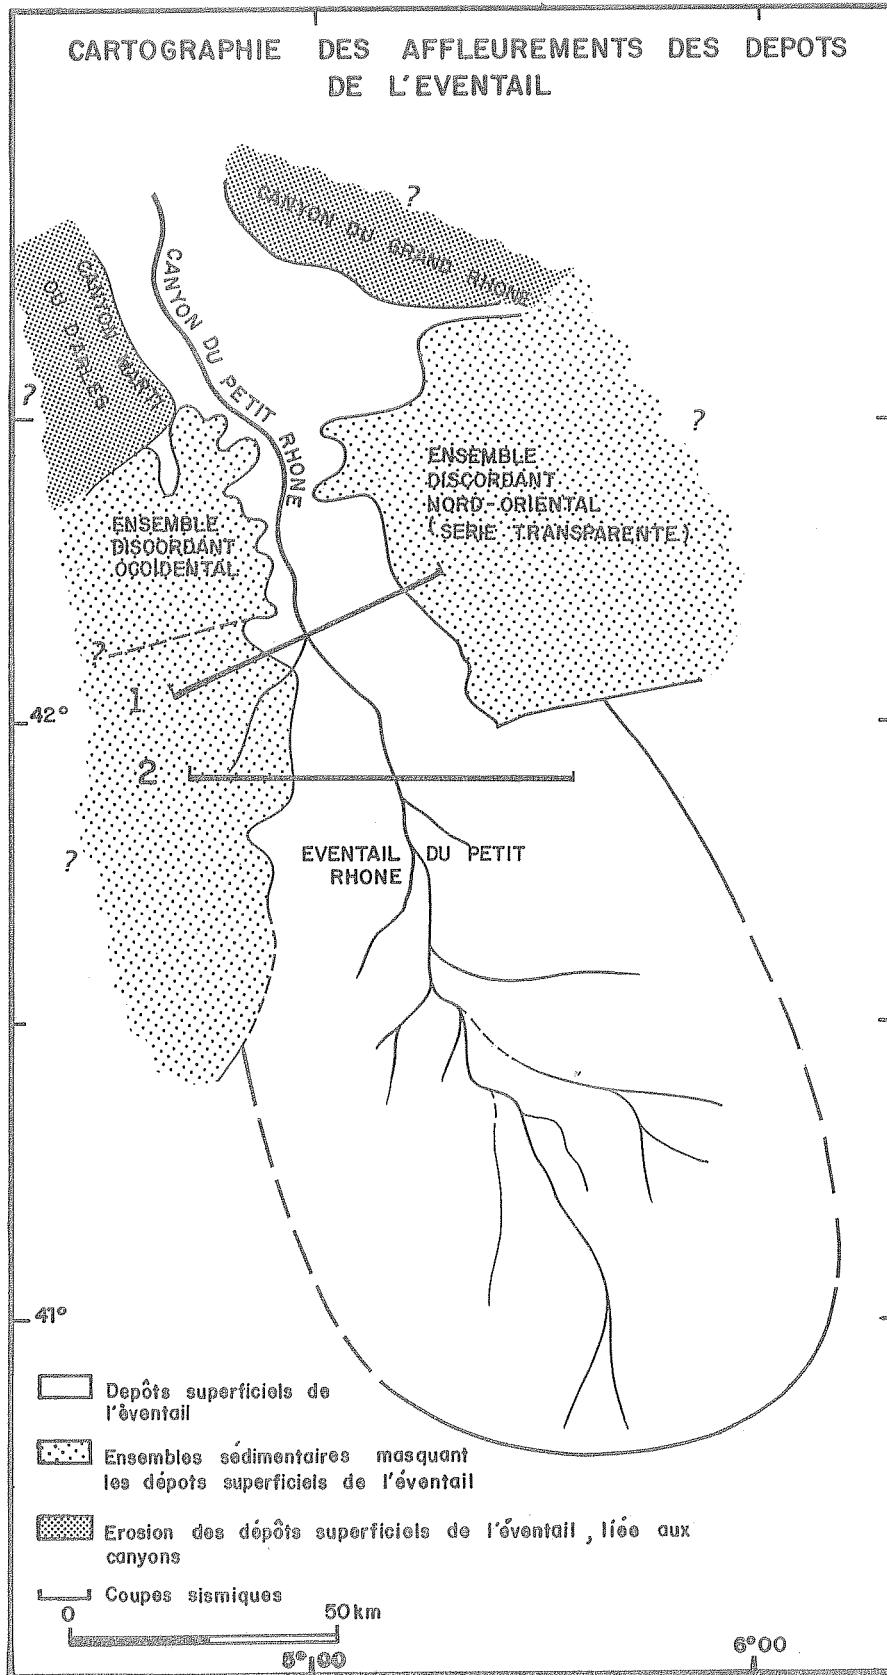 CARTOGRAPHIE DES AFFLEUREMENTS DES DEPOTS
DE L'EVENTAIL
?
CANYON DU GRAND RHONE
CANYON DU PETIT RHONE
CANYON MARTI
?
?
ENSEMBLE
DISCORDANT
NORD-ORIENTAL
(SERIE TRANSPARENTE)
ENSEMBLE
DISCORDANT
OCCIDENTAL
?
1
42°
2
?
EVENTAIL DU PETIT
RHONE
41°
Depôts superficiels de
l'éventail
Ensembles sédimentaires masquant
les dépots superficiels de l'éventail
Erosion des dépôts superficiels de l'éventail, liée aux
canyons
Coupes sismiques
0 50 km
5°00 6°00